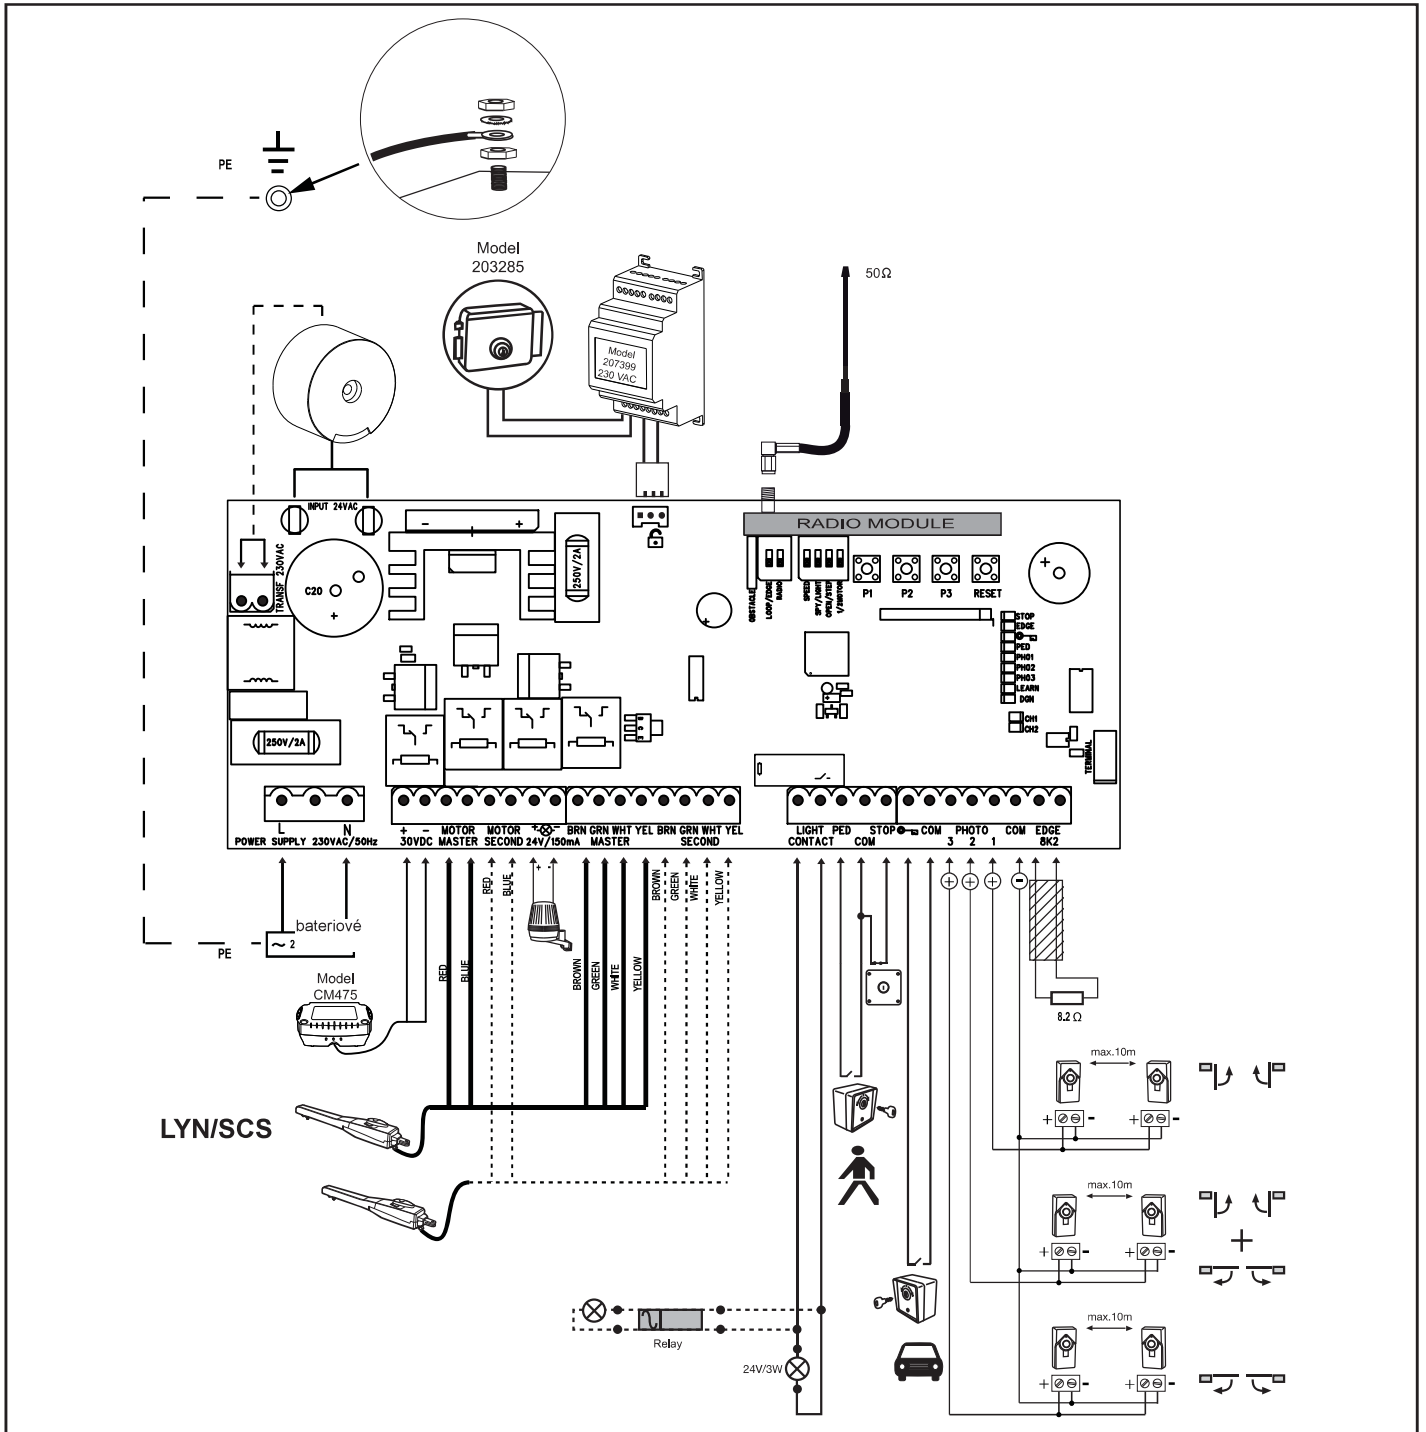 PE
Model
203285
50Ω
Model
207399
230 VAC
INPUT 24VAC
- +
RADIO MODULE
TRANSF 230VAC
C20
+
250V/2A
OBSTACLE
LOOP/EDGE
RADIO
SPEED
SPY/LIGHT
OPEN/STEP
1/2MOTOR
P1 P2 P3 RESET
+
+
STOP
EDGE
PED
PHO1
PHO2
PHO3
LEARN
DGN
CH1
CH2
TERMINAL
250V/2A
B C E
L N
POWER SUPPLY 230VAC/50Hz
+ - MOTOR MOTOR + - BRN GRN WHT YEL BRN GRN WHT YEL
30VDC MASTER SECOND 24V/150mA MASTER SECOND
LIGHT PED STOP COM PHOTO COM EDGE
CONTACT COM 3 2 1 8K2
RED
BLUE
+ -
BROWN
GREEN
WHITE
YELLOW
+ + + -
bateriové
~ 2
PE
Model
CM475
RED
BLUE
BROWN
GREEN
WHITE
YELLOW
8.2 Ω
LYN/SCS
max.10m
+ - + -
max.10m
+ - + -
+
max.10m
+ - + -
Relay
24V/3W